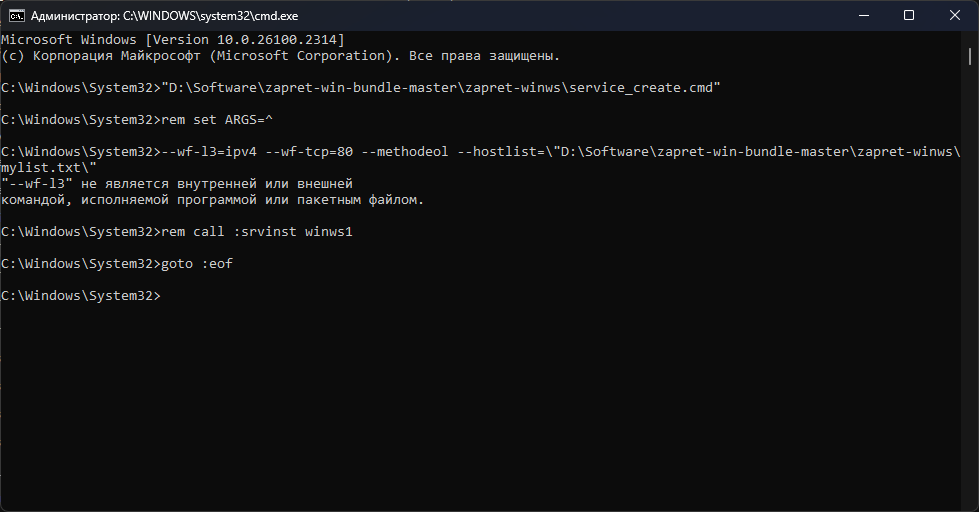 Администратор: C:\WINDOWS\system32\cmd.exe
Microsoft Windows [Version 10.0.26100.2314]
(c) Корпорация Майкрософт (Microsoft Corporation). Все права защищены.
C:\Windows\System32>"D:\Software\zapret-win-bundle-master\zapret-winws\service_create.cmd"
C:\Windows\System32>rem set ARGS=^
C:\Windows\System32>--wf-l3=ipv4 --wf-tcp=80 --methodeol --hostlist=\"D:\Software\zapret-win-bundle-master\zapret-winws\
mylist.txt\"
"--wf-l3" не является внутренней или внешней
командой, исполняемой программой или пакетным файлом.
C:\Windows\System32>rem call :srvinst winws1
C:\Windows\System32>goto :eof
C:\Windows\System32>